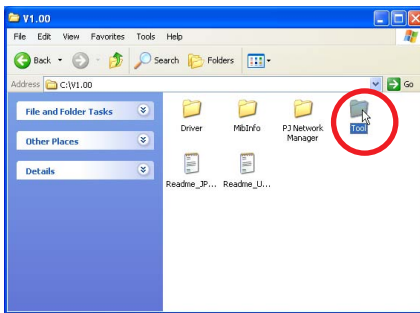 V1.00
File Edit View Favorites Tools Help
Back Search Folders
Address C:\V1.00 Go
File and Folder Tasks
Other Places
Details
Driver MibInfo PJ Network Manager Tool
Readme_JP... Readme_U...